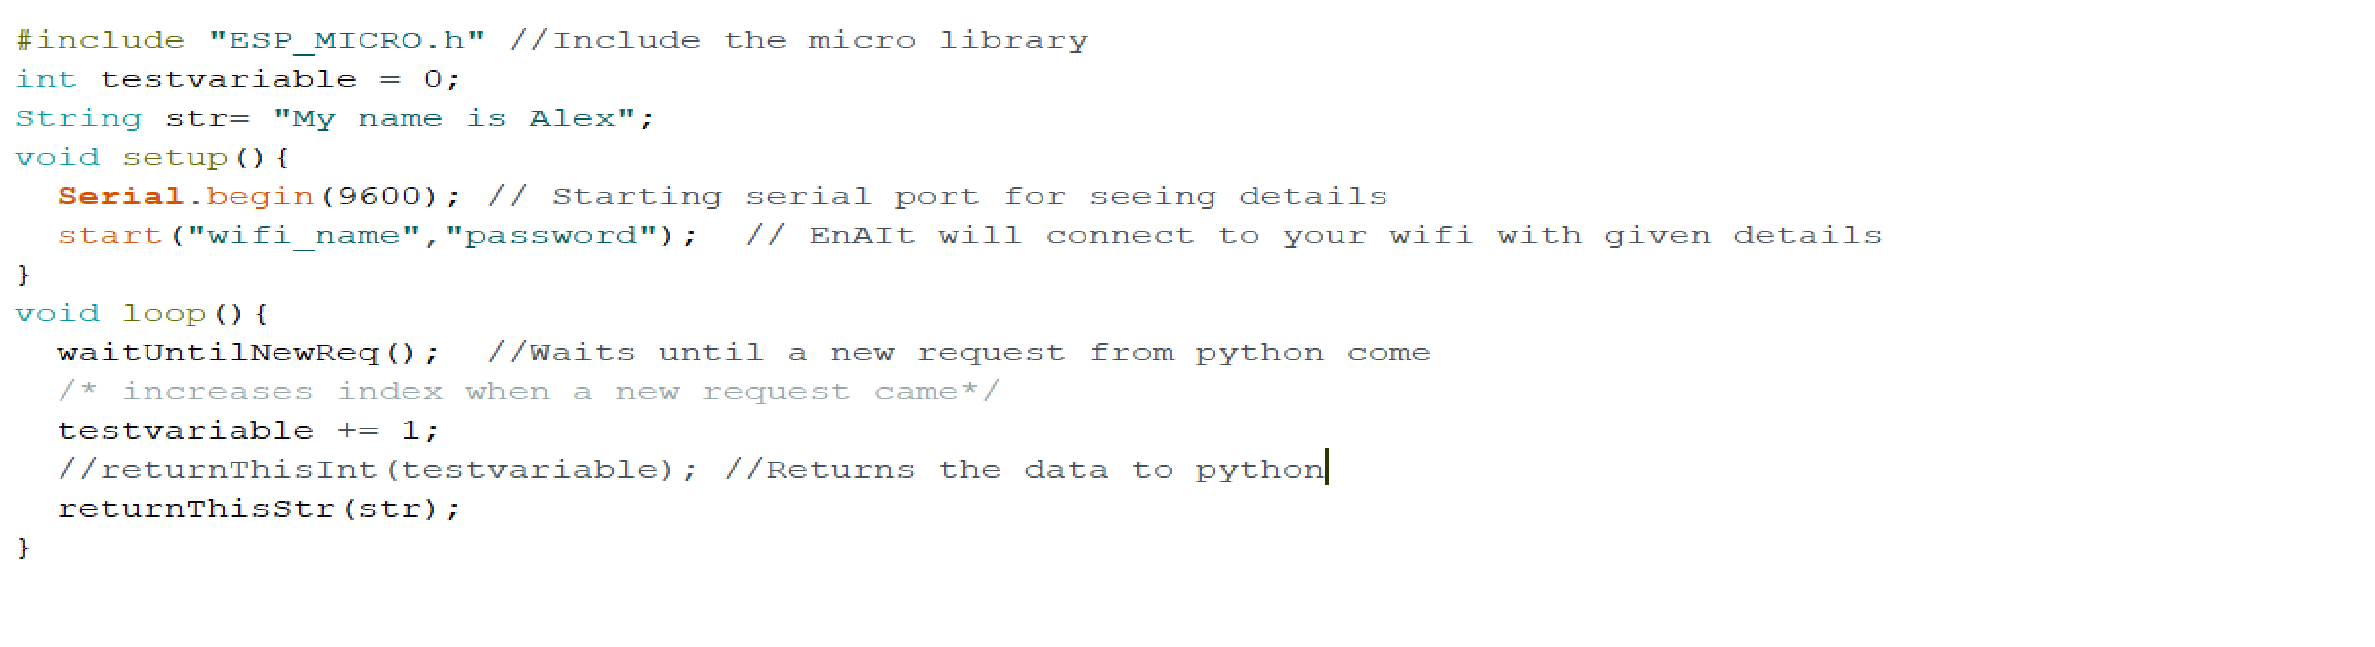 #include "ESP_MICRO.h" //Include the micro library
int testvariable = 0;
String str= "My name is Alex";
void setup(){
  Serial.begin(9600); // Starting serial port for seeing details
  start("wifi_name","password");  // EnAIt will connect to your wifi with given details
}
void loop(){
  waitUntilNewReq();  //Waits until a new request from python come
  /* increases index when a new request came*/
  testvariable += 1;
  //returnThisInt(testvariable); //Returns the data to python
  returnThisStr(str);
}